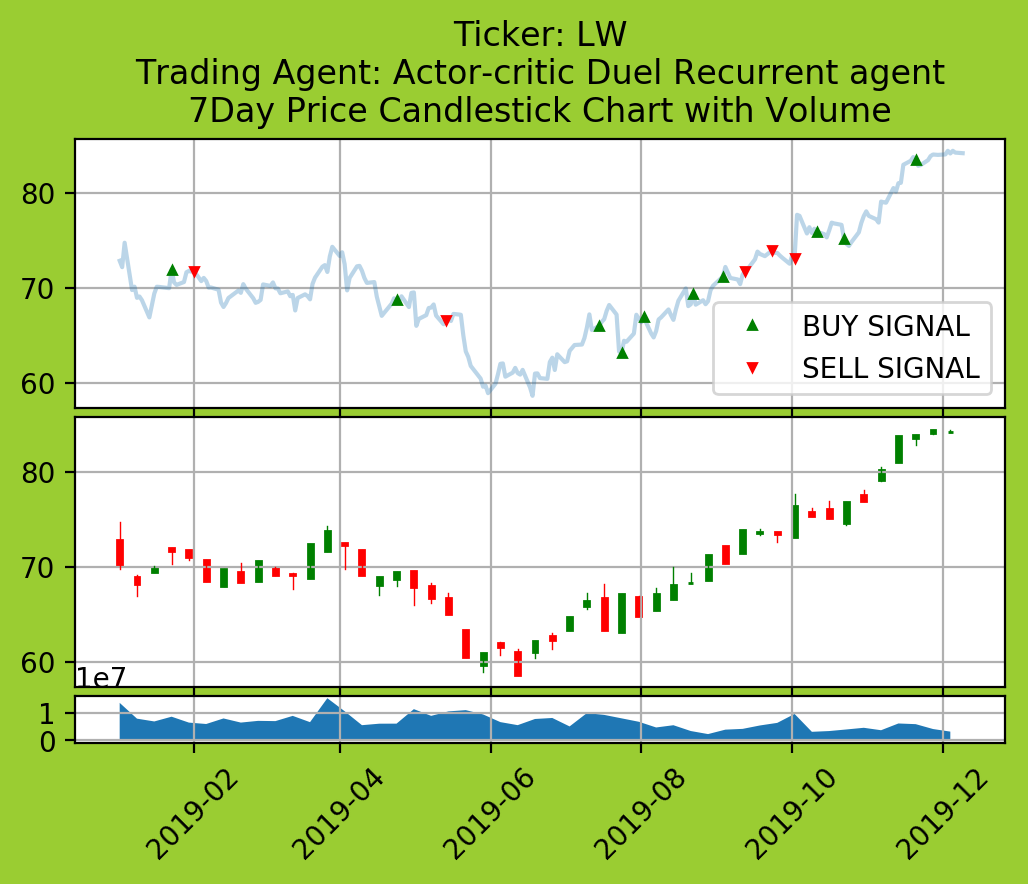 Ticker: LW
Trading Agent: Actor-critic Duel Recurrent agent
7Day Price Candlestick Chart with Volume
80
70
60
BUY SIGNAL
SELL SIGNAL
80
70
60
1e7
1
0
2019-02
2019-04
2019-06
2019-08
2019-10
2019-12